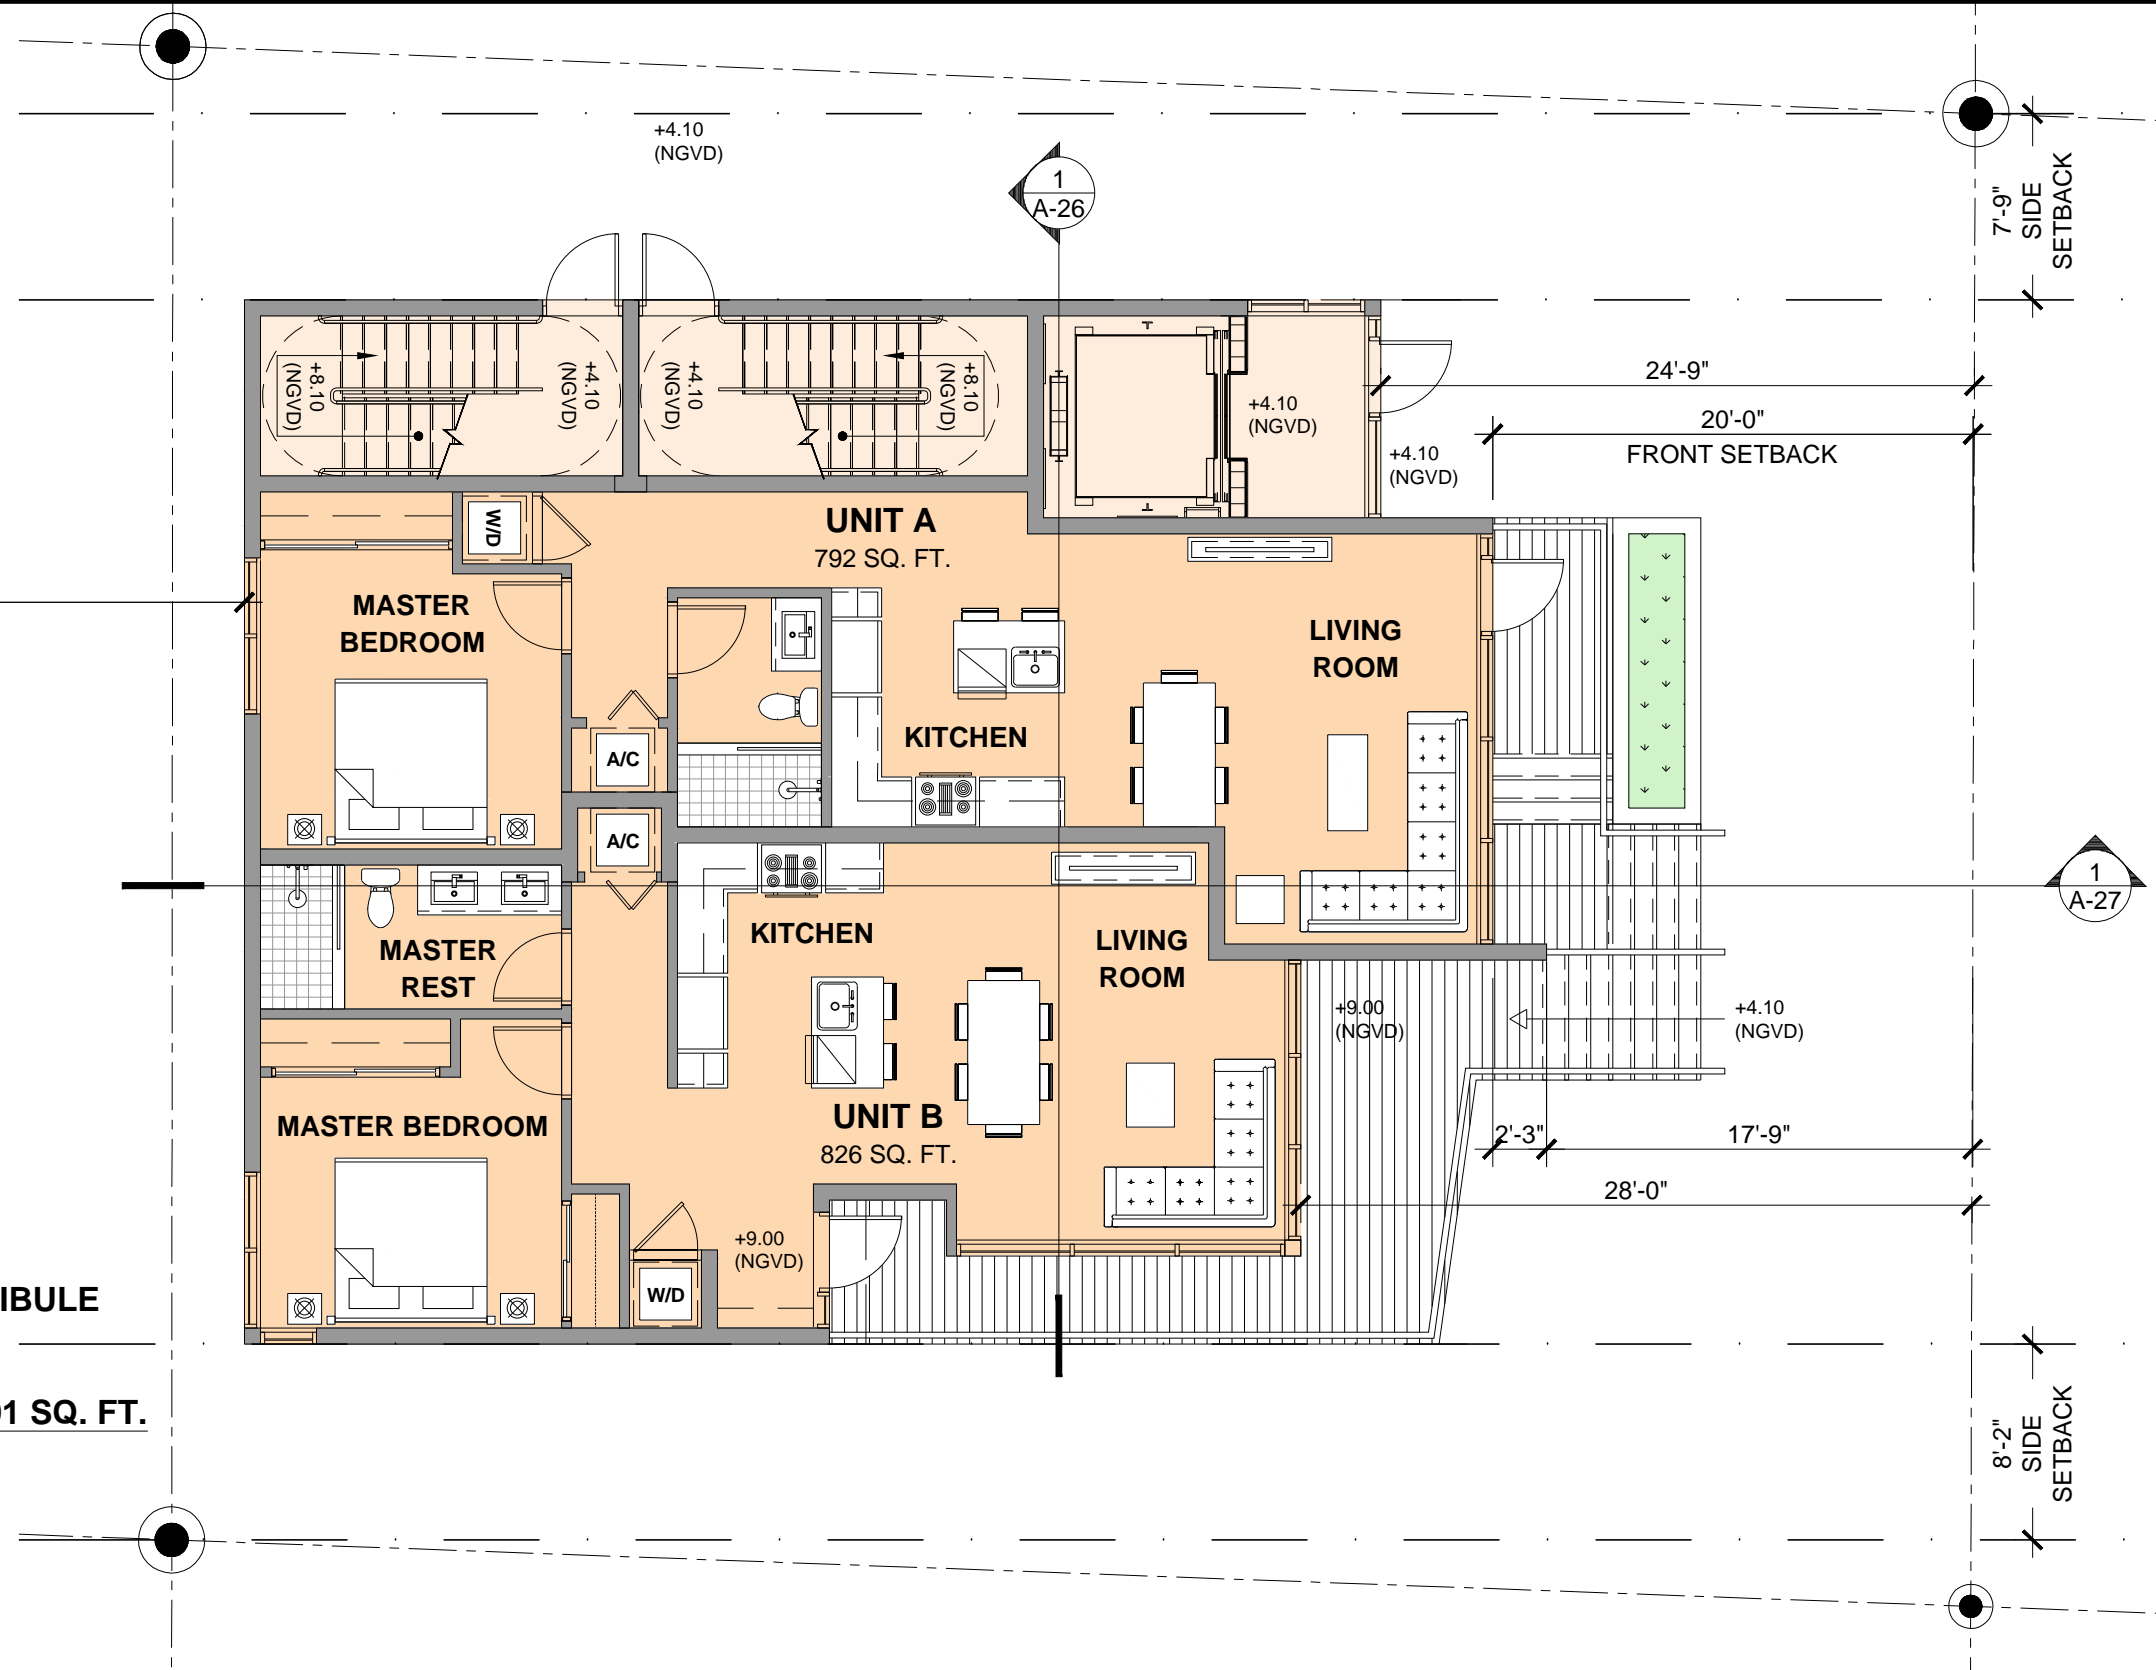 +4.10
(NGVD)
1
A-26
7'-9"
SIDE
SETBACK
+8.10
(NGVD)
+4.10
(NGVD)
+4.10
(NGVD)
+8.10
(NGVD)
+4.10
(NGVD)
24'-9"
20'-0"
FRONT SETBACK
+4.10
(NGVD)
W/D
UNIT A
792 SQ. FT.
MASTER
BEDROOM
LIVING
ROOM
KITCHEN
A/C
A/C
1
A-27
KITCHEN
MASTER
REST
LIVING
ROOM
+9.00
(NGVD)
+4.10
(NGVD)
MASTER BEDROOM
UNIT B
826 SQ. FT.
2'-3"
17'-9"
28'-0"
+9.00
(NGVD)
W/D
IBULE
1 SQ. FT.
8'-2"
SIDE
SETBACK